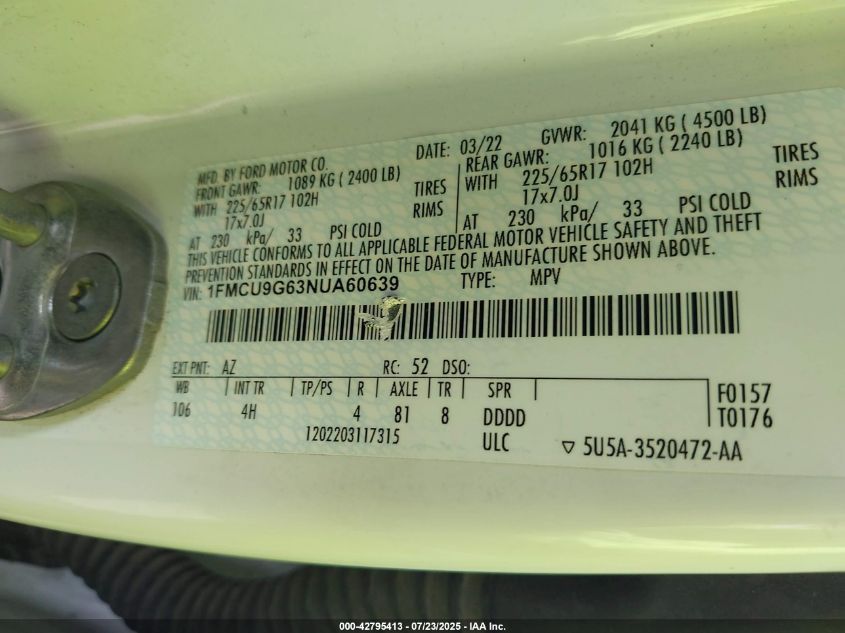 MFD. BY FORD MOTOR CO.
DATE: 03/22 GVWR: 2041 KG ( 4500 LB)
FRONT GAWR: 1089 KG ( 2400 LB)
REAR GAWR: 1016 KG ( 2240 LB)
WITH 225/65R17 102H TIRES
WITH 225/65R17 102H TIRES
17x7.0J RIMS
17x7.0J RIMS
AT 230 kPa/ 33 PSI COLD
AT 230 kPa/ 33 PSI COLD
THIS VEHICLE CONFORMS TO ALL APPLICABLE FEDERAL MOTOR VEHICLE SAFETY AND THEFT
PREVENTION STANDARDS IN EFFECT ON THE DATE OF MANUFACTURE SHOWN ABOVE.
VIN: 1FMCU9G63NUA60639 TYPE: MPV
EXT PNT: AZ RC: 52 DSO:
WB INT TR TP/PS R AXLE TR SPR F0157
106 4H 4 81 8 DDDD T0176
1202203117315 ULC ▽ 5U5A-3520472-AA
000-42795413 - 07/23/2025 - IAA Inc.